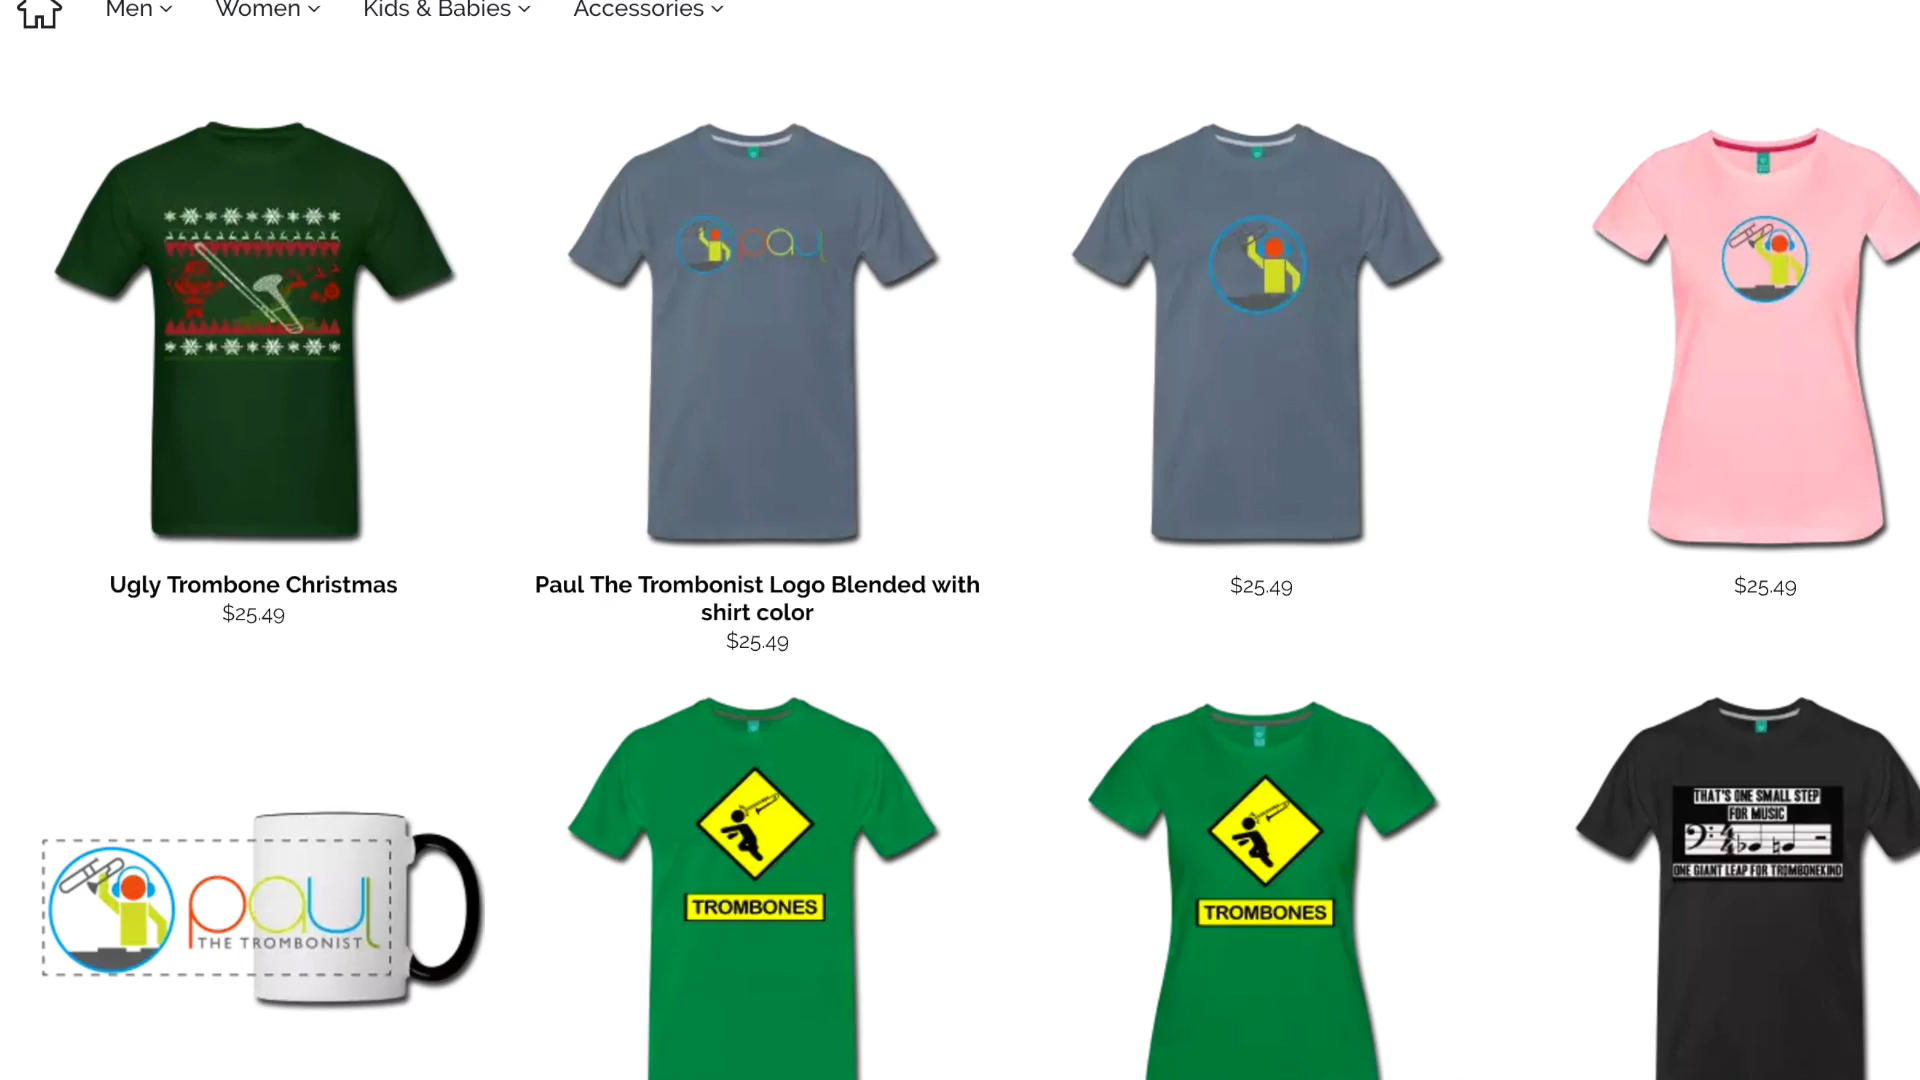 Men
Women
Kids & Babies
Accessories
paul
Ugly Trombone Christmas
$25.49
Paul The Trombonist Logo Blended with
shirt color
$25.49
$25.49
$25.49
paul
THE TROMBONIST
TROMBONES
TROMBONES
THAT'S ONE SMALL STEP
FOR MUSIC
ONE GIANT LEAP FOR TROMBONEKIND